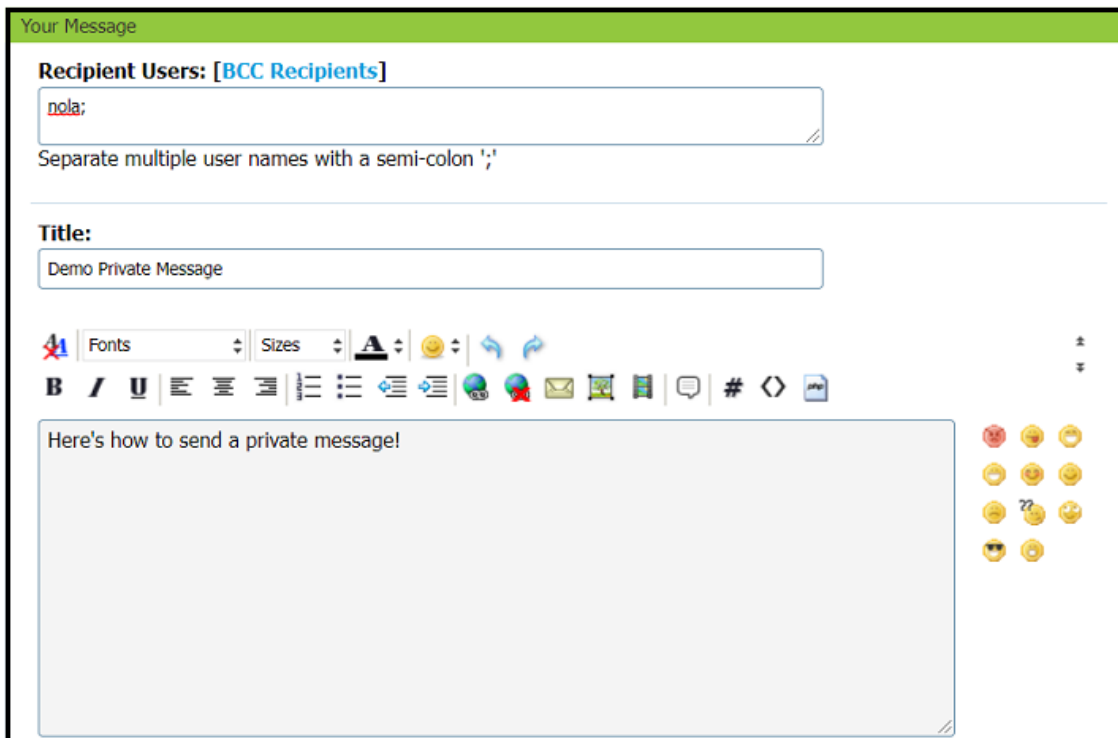 Your Message
Recipient Users: [BCC Recipients]
nola;
Separate multiple user names with a semi-colon ';'
Title:
Demo Private Message
Fonts Sizes A
B I U # <> php
Here's how to send a private message!
??